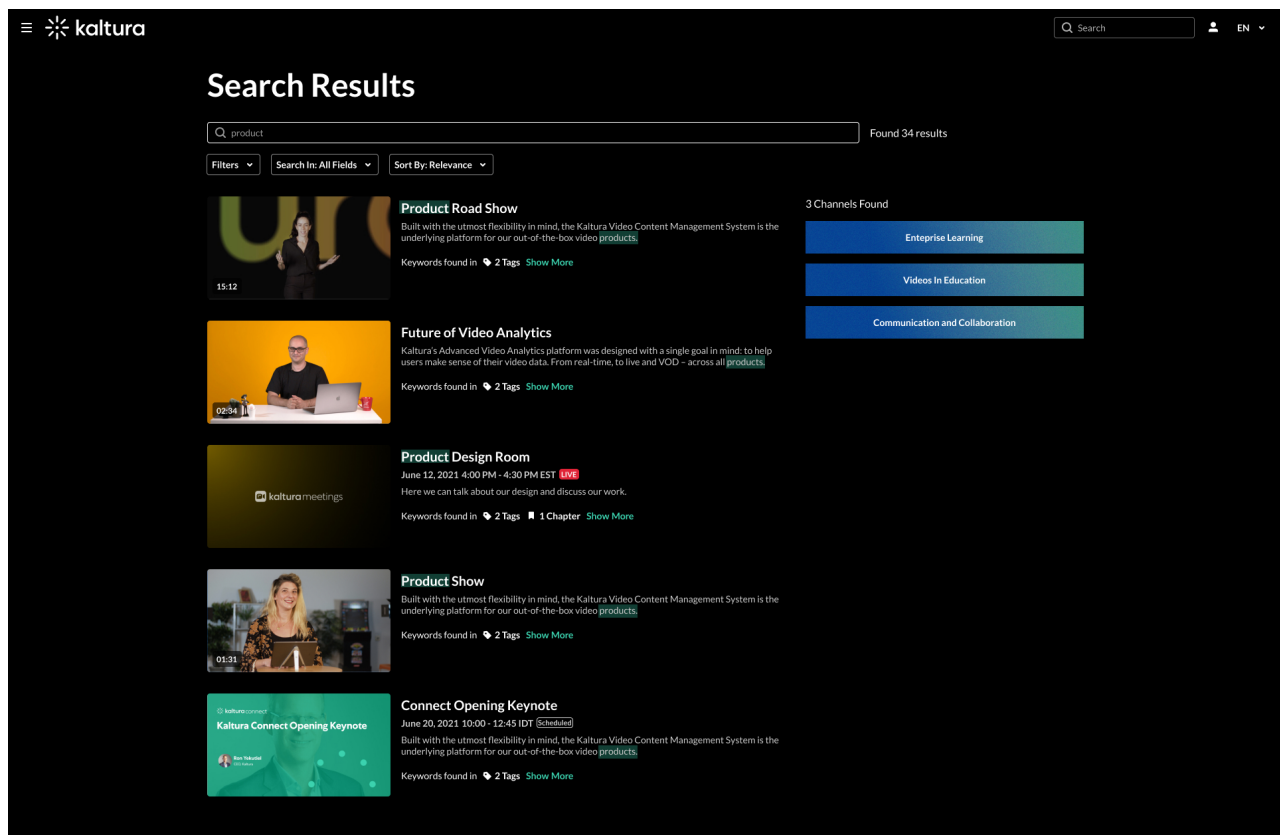 kaltura
Search
EN
Search Results
product
Found 34 results
Filters
Search In: All Fields
Sort By: Relevance
15:12
Product Road Show
Built with the utmost flexibility in mind, the Kaltura Video Content Management System is the
underlying platform for our out-of-the-box video products.
Keywords found in 2 Tags Show More
3 Channels Found
Enteprise Learning
Videos In Education
Communication and Collaboration
02:34
Future of Video Analytics
Kaltura's Advanced Video Analytics platform was designed with a single goal in mind: to help
users make sense of their video data. From real-time, to live and VOD – across all products.
Keywords found in 2 Tags Show More
kaltura meetings
Product Design Room
June 12, 2021 4:00 PM - 4:30 PM EST LIVE
Here we can talk about our design and discuss our work.
Keywords found in 2 Tags 1 Chapter Show More
01:31
Product Show
Built with the utmost flexibility in mind, the Kaltura Video Content Management System is the
underlying platform for our out-of-the-box video products.
Keywords found in 2 Tags Show More
kaltura connect
Kaltura Connect Opening Keynote
Ron Yekutiel
CEO Kaltura
Connect Opening Keynote
June 20, 2021 10:00 - 12:45 IDT Scheduled
Built with the utmost flexibility in mind, the Kaltura Video Content Management System is the
underlying platform for our out-of-the-box video products.
Keywords found in 2 Tags Show More